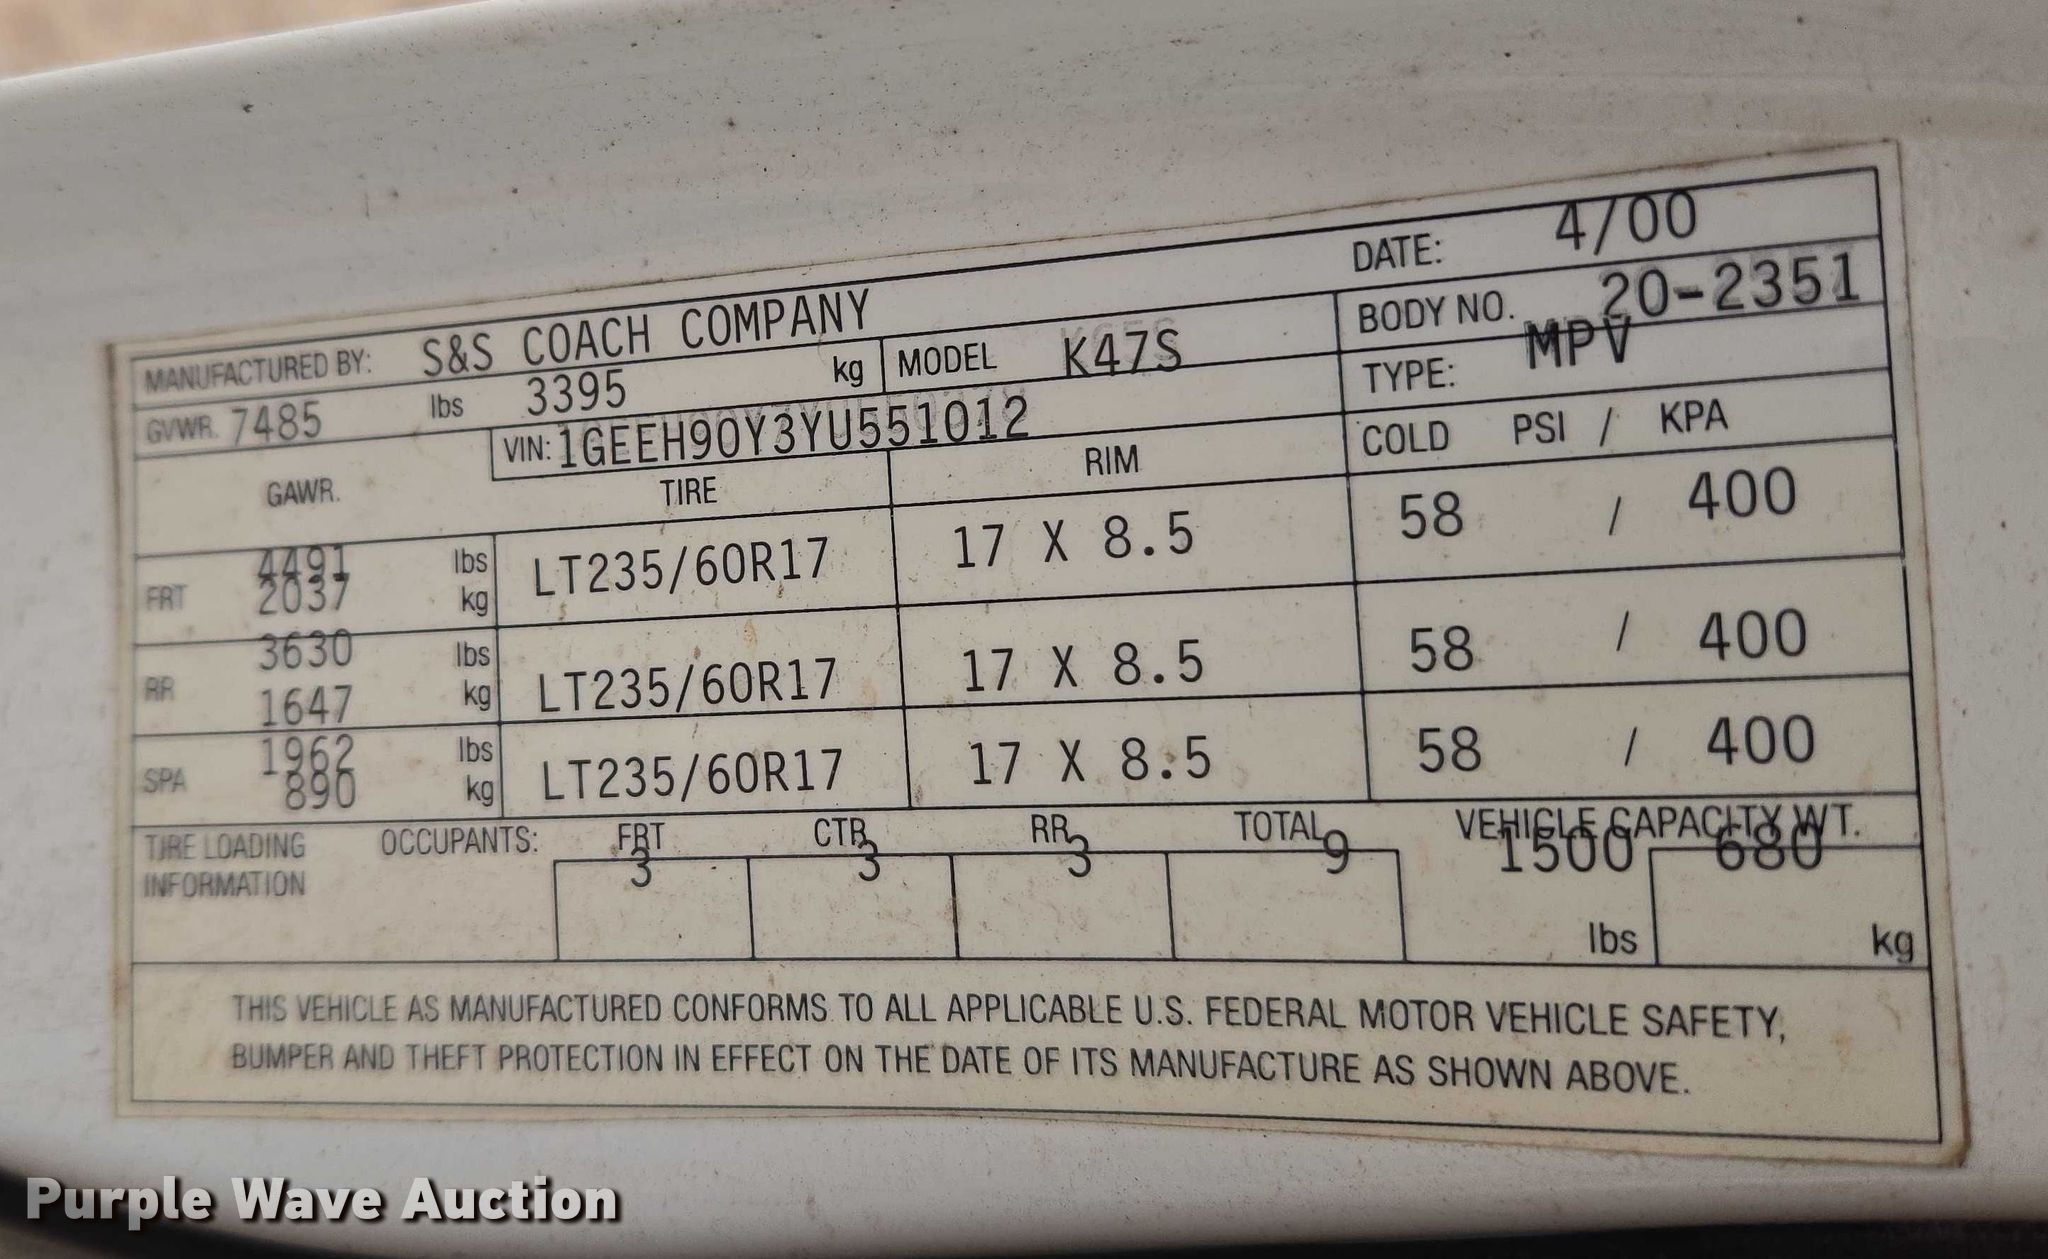 DATE: 4/00
MANUFACTURED BY: S&S COACH COMPANY
BODY NO. 20-2351
GVWR. 7485 lbs 3395 kg MODEL K47S
TYPE: MPV
VIN: 1GEEH90Y3YU551012
GAWR. TIRE RIM COLD PSI / KPA
4491 lbs
FRT 2037 kg LT235/60R17 17 X 8.5 58 / 400
3630 lbs
RR 1647 kg LT235/60R17 17 X 8.5 58 / 400
1962 lbs
SPA 890 kg LT235/60R17 17 X 8.5 58 / 400
TIRE LOADING INFORMATION OCCUPANTS: FRT CTR RR TOTAL VEHICLE CAPACITY WT.
3 3 3 9 1500 680
lbs kg
THIS VEHICLE AS MANUFACTURED CONFORMS TO ALL APPLICABLE U.S. FEDERAL MOTOR VEHICLE SAFETY,
BUMPER AND THEFT PROTECTION IN EFFECT ON THE DATE OF ITS MANUFACTURE AS SHOWN ABOVE.
Purple Wave Auction